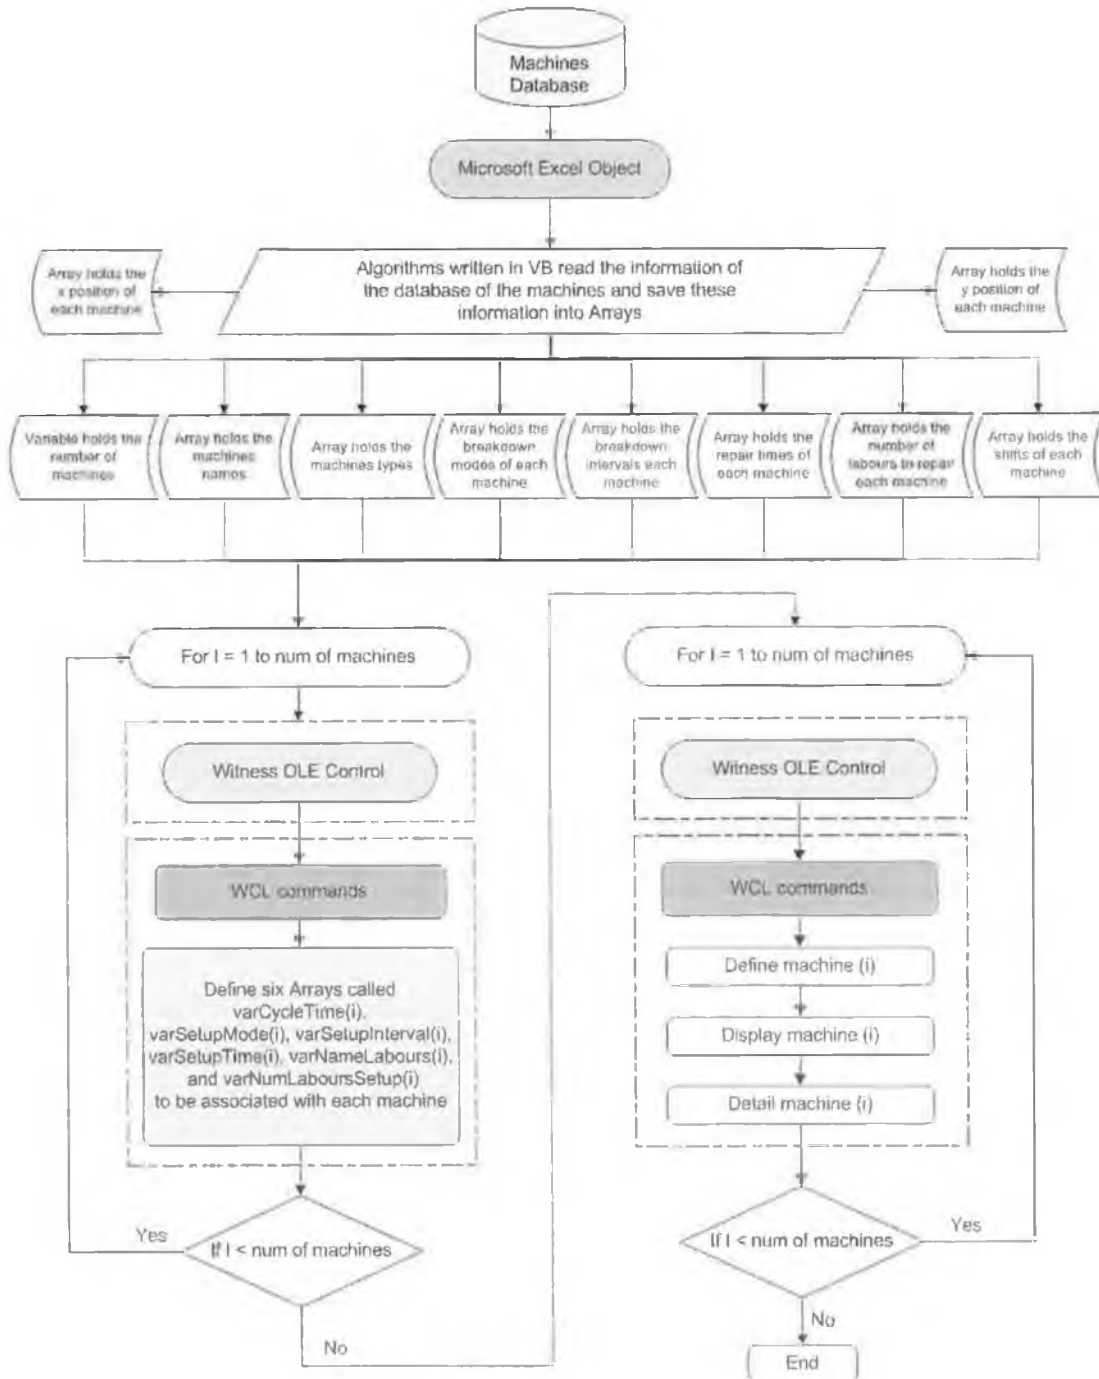 Machines
Database
Microsoft Excel Object
Algorithms written in VB read the information of
the database of the machines and save these
information into Arrays
Array holds the
x position of
each machine
Array holds the
y position of
each machine
Variable holds the
number of
machines
Array holds the
machines
names
Array holds the
machines types
Array holds the
breakdown
modes of each
machine
Array holds the
breakdown
intervals each
machine
Array holds the
repair times of
each machine
Array holds the
number of
labours to repair
each machine
Array holds the
shifts of each
machine
For I = 1 to num of machines
Witness OLE Control
WCL commands
Define six Arrays called
varCycleTime(i),
varSetupMode(i), varSetupInterval(i),
varSetupTime(i), varNameLabours(i),
and varNumLaboursSetup(i)
to be associated with each machine
If I < num of machines
Yes
No
For I = 1 to num of machines
Witness OLE Control
WCL commands
Define machine (i)
Display machine (i)
Detail machine (i)
If I < num of machines
Yes
No
End